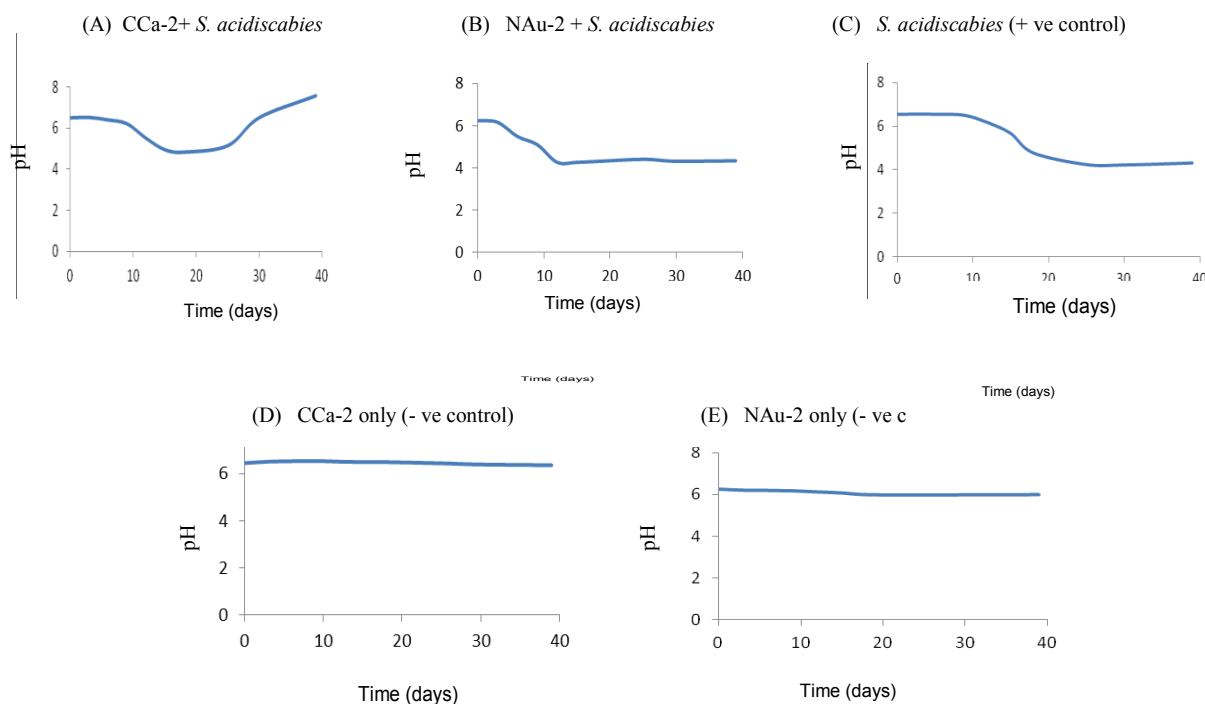 (A) CCa-2+ S. acidiscabies
(B) NAu-2 + S. acidiscabies
(C) S. acidiscabies (+ ve control)
8
6
4
2
0
pH
0 10 20 30 40
Time (days)
8
6
4
2
0
pH
0 10 20 30 40
Time (days)
8
6
4
2
0
pH
0 10 20 30 40
Time (days)
Time (days)
Time (days)
(D) CCa-2 only (- ve control)
(E) NAu-2 only (- ve c
6
4
2
0
pH
0 10 20 30 40
Time (days)
8
6
4
2
0
pH
0 10 20 30 40
Time (days)